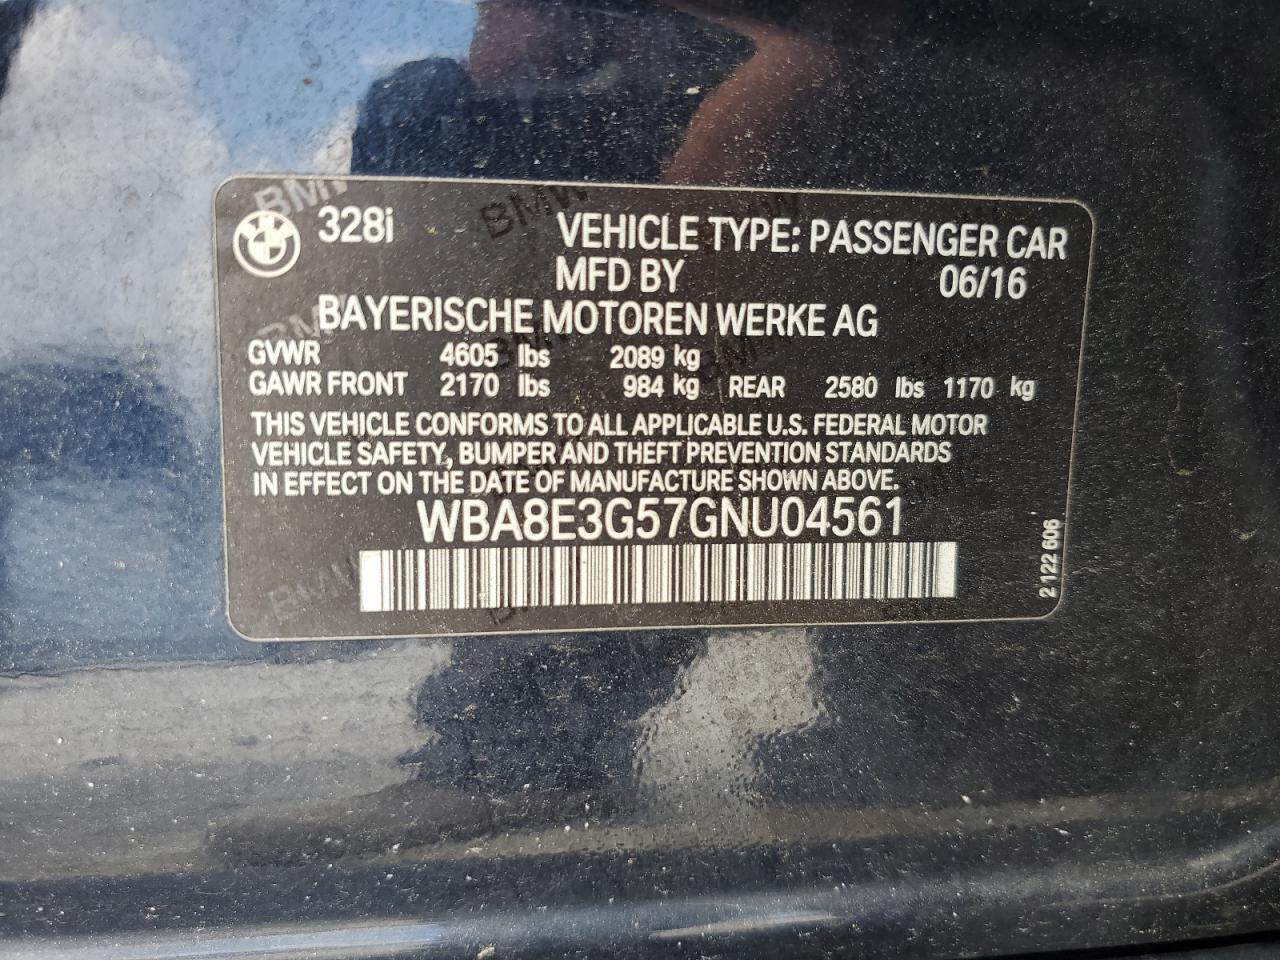 328i VEHICLE TYPE: PASSENGER CAR
MFD BY 06/16
BAYERISCHE MOTOREN WERKE AG
GVWR 4605 lbs 2089 kg
GAWR FRONT 2170 lbs 984 kg REAR 2580 lbs 1170 kg
THIS VEHICLE CONFORMS TO ALL APPLICABLE U.S. FEDERAL MOTOR
VEHICLE SAFETY, BUMPER AND THEFT PREVENTION STANDARDS
IN EFFECT ON THE DATE OF MANUFACTURE SHOWN ABOVE.
WBA8E3G57GNU04561
2 122 606